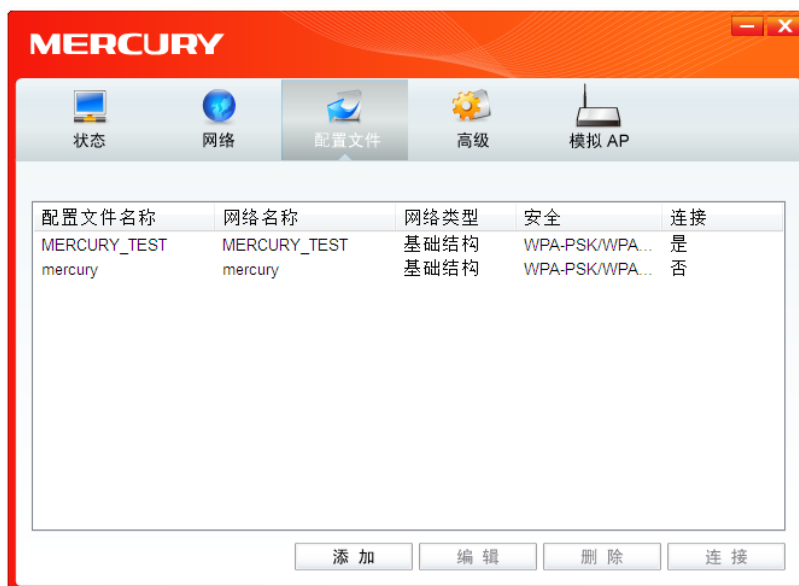 MERCURY
状态 网络 配置文件 高级 模拟 AP
配置文件名称 网络名称 网络类型 安全 连接
MERCURY_TEST MERCURY_TEST 基础结构 WPA-PSK/WPA... 是
mercury mercury 基础结构 WPA-PSK/WPA... 否
添加 编辑 删除 连接